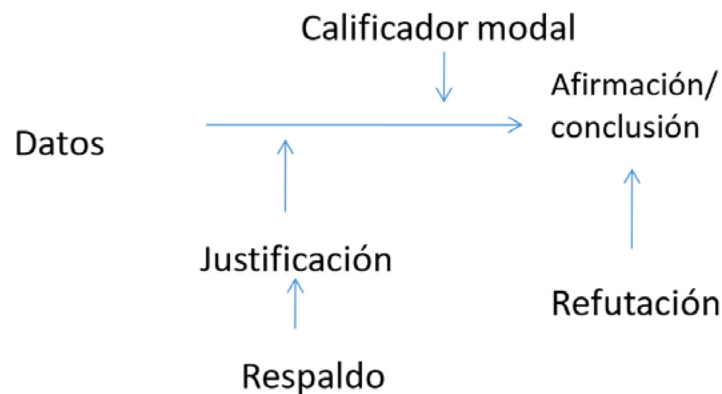 Calificador modal
Afirmación/
conclusión
Datos
Justificación
Refutación
Respaldo